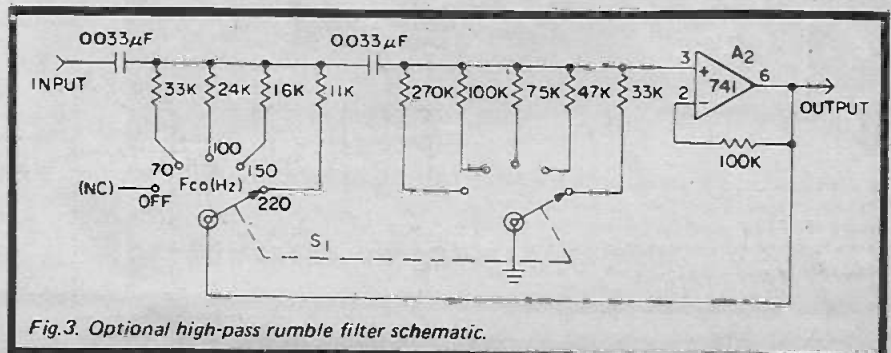 0033µF
0033µF
INPUT
33K
24K
16K
11K
270K
100K
75K
47K
33K
3
+
A2
741
6
2
-
OUTPUT
100K
70
100
150
(NC)
OFF
Fco(Hz)
220
S1
Fig.3. Optional high-pass rumble filter schematic.